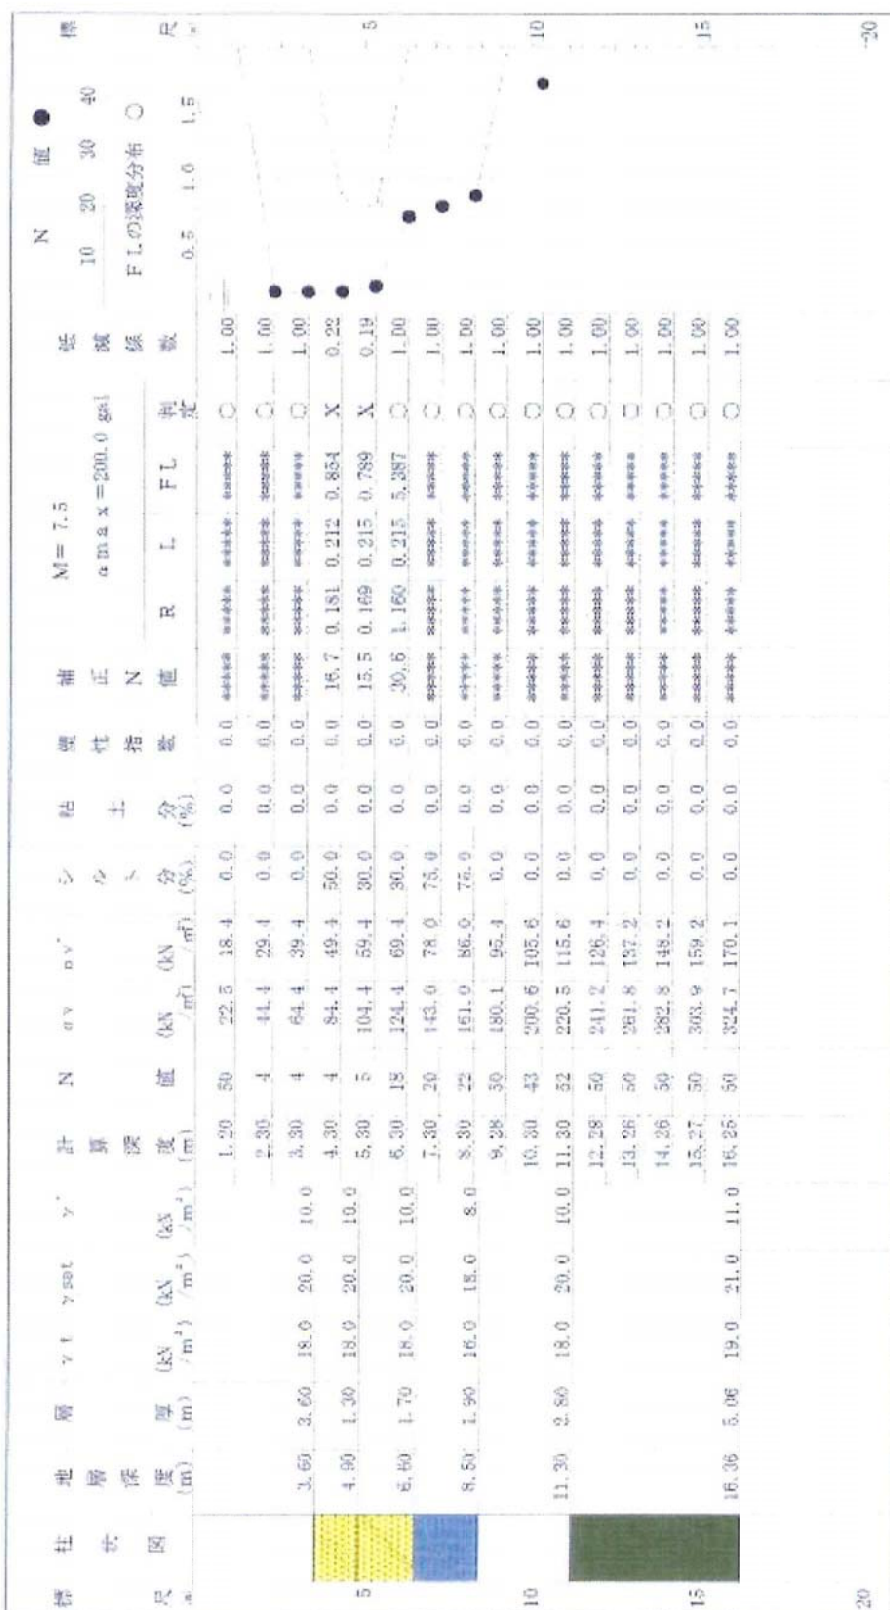 標尺 m
柱状図
地層深度 (m)
層厚 (m)
γt (kN/m²)
γsat (kN/m²)
γ' (kN/m²)
計算深度 (m)
N値
σv (kN/㎡)
σv' (kN/㎡)
シルト分 (%)
粘土分 (%)
塑性指数
補正N値
M=7.5
αmax=200.0 gal
R L FL 判定
低減係数
N 値 ●
10 20 30 40
FLの深度分布 ○
0.5 1.0 1.5
標尺
1.20 50 22.5 18.4 0.0 0.0 0.0 ***** ***** ***** ***** ○ 1.00
2.30 4 44.4 29.4 0.0 0.0 0.0 ***** ***** ***** ***** ○ 1.00
3.30 4 64.4 39.4 0.0 0.0 0.0 ***** ***** ***** ***** ○ 1.00
3.60 3.60 18.0 20.0 10.0
4.30 4 84.4 49.4 50.0 0.0 0.0 16.7 0.181 0.212 0.854 X 0.22
4.90 1.30 18.0 20.0 10.0
5.30 5 104.4 59.4 30.0 0.0 0.0 15.5 0.169 0.215 0.789 X 0.19
6.30 18 124.4 69.4 30.0 0.0 0.0 30.6 1.160 0.215 5.387 ○ 1.00
6.60 1.70 18.0 20.0 10.0
7.30 20 143.0 78.0 75.0 0.0 0.0 ***** ***** ***** ***** ○ 1.00
8.30 22 161.0 86.0 75.0 0.0 0.0 ***** ***** ***** ***** ○ 1.00
8.50 1.90 16.0 18.0 8.0
9.28 50 180.1 95.4 0.0 0.0 0.0 ***** ***** ***** ***** ○ 1.00
10.30 43 200.6 105.6 0.0 0.0 0.0 ***** ***** ***** ***** ○ 1.00
11.30 2.80 18.0 20.0 10.0 11.30 52 220.5 115.6 0.0 0.0 0.0 ***** ***** ***** ***** ○ 1.00
12.28 50 241.2 126.4 0.0 0.0 0.0 ***** ***** ***** ***** ○ 1.00
13.26 50 261.8 137.2 0.0 0.0 0.0 ***** ***** ***** ***** ○ 1.00
14.26 50 282.8 148.2 0.0 0.0 0.0 ***** ***** ***** ***** ○ 1.00
15.27 50 303.9 159.2 0.0 0.0 0.0 ***** ***** ***** ***** ○ 1.00
16.36 5.06 19.0 21.0 11.0 16.25 50 324.7 170.1 0.0 0.0 0.0 ***** ***** ***** ***** ○ 1.00
5
10
15
20
5
10
15
20